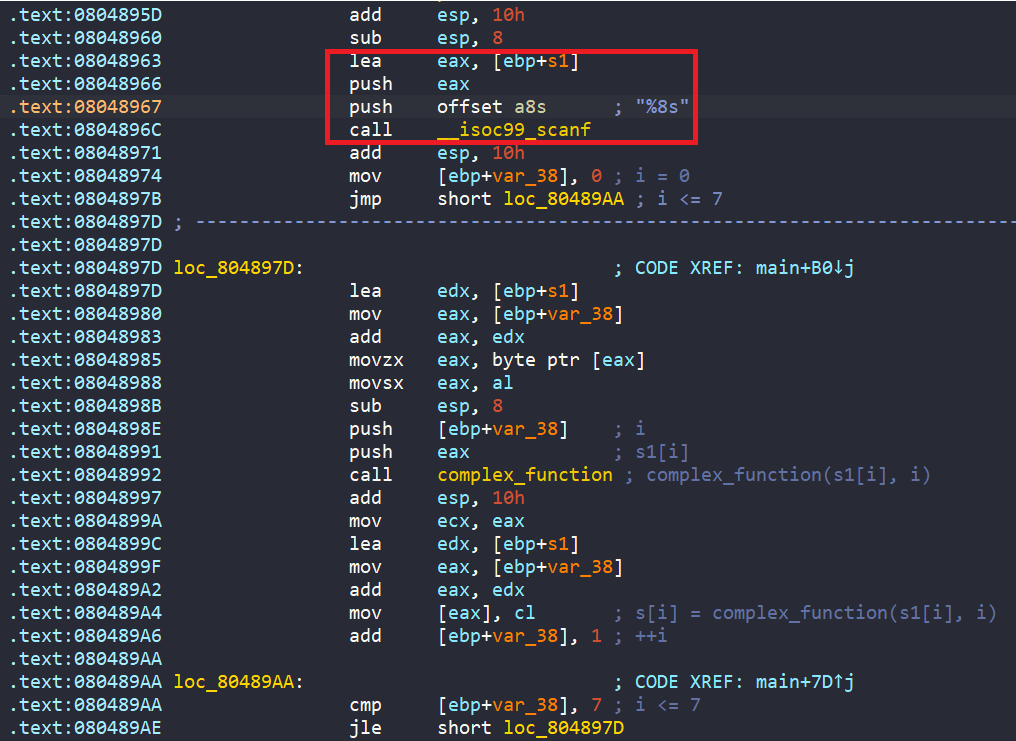 .text:0804895D add esp, 10h
.text:08048960 sub esp, 8
.text:08048963 lea eax, [ebp+s1]
.text:08048966 push eax
.text:08048967 push offset a8s ; "%8s"
.text:0804896C call __isoc99_scanf
.text:08048971 add esp, 10h
.text:08048974 mov [ebp+var_38], 0 ; i = 0
.text:0804897B jmp short loc_80489AA ; i <= 7
.text:0804897D ; ---------------------------------------------------------------------------
.text:0804897D
.text:0804897D loc_804897D: ; CODE XREF: main+B0↓j
.text:0804897D lea edx, [ebp+s1]
.text:08048980 mov eax, [ebp+var_38]
.text:08048983 add eax, edx
.text:08048985 movzx eax, byte ptr [eax]
.text:08048988 movsx eax, al
.text:0804898B sub esp, 8
.text:0804898E push [ebp+var_38] ; i
.text:08048991 push eax ; s1[i]
.text:08048992 call complex_function ; complex_function(s1[i], i)
.text:08048997 add esp, 10h
.text:0804899A mov ecx, eax
.text:0804899C lea edx, [ebp+s1]
.text:0804899F mov eax, [ebp+var_38]
.text:080489A2 add eax, edx
.text:080489A4 mov [eax], cl ; s[i] = complex_function(s1[i], i)
.text:080489A6 add [ebp+var_38], 1 ; ++i
.text:080489AA
.text:080489AA loc_80489AA: ; CODE XREF: main+7D↑j
.text:080489AA cmp [ebp+var_38], 7 ; i <= 7
.text:080489AE jle short loc_804897D